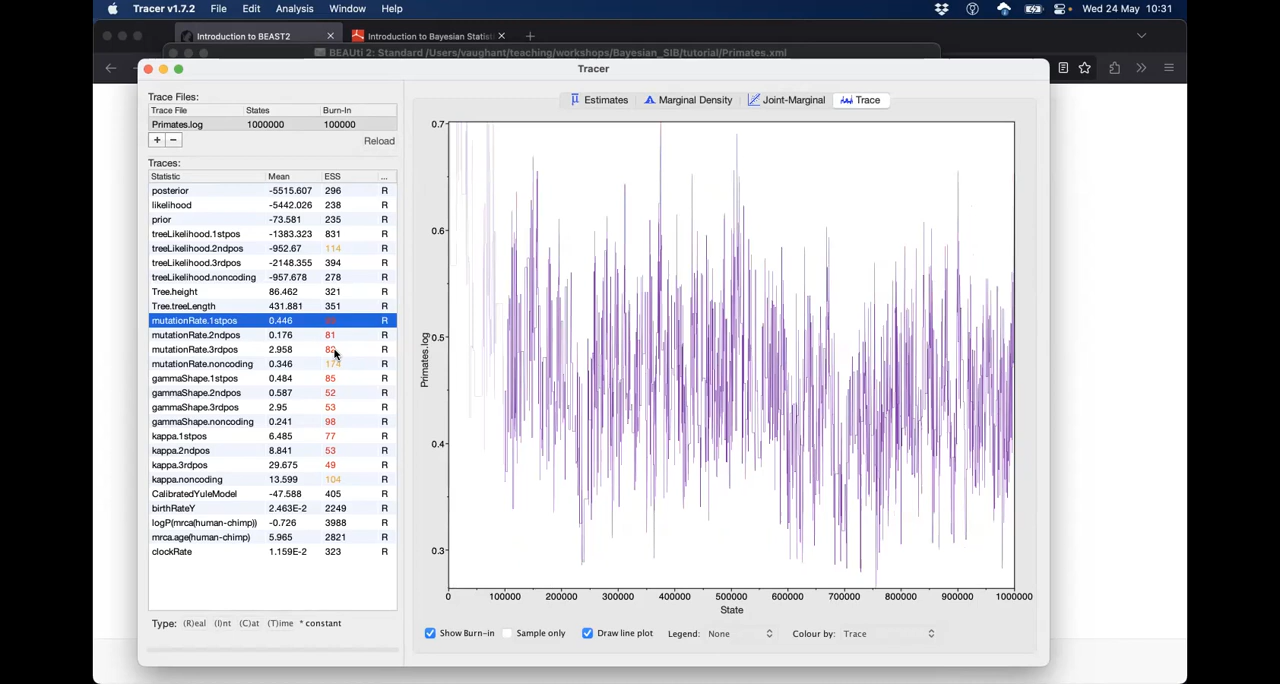 Tracer v1.7.2 File Edit Analysis Window Help Wed 24 May 10:31
Introduction to BEAST2 Introduction to Bayesian Statist
BEAUti 2: Standard /Users/vaughant/teaching/workshops/Bayesian_SIB/tutorial/Primates.xml
Tracer
Trace Files:
Trace File States Burn-In
Primates.log 1000000 100000
+ − Reload
Traces:
Statistic Mean ESS ...
posterior -5515.607 296 R
likelihood -5442.026 238 R
prior -73.581 235 R
treeLikelihood.1stpos -1383.323 831 R
treeLikelihood.2ndpos -952.67 114 R
treeLikelihood.3rdpos -2148.355 394 R
treeLikelihood.noncoding -957.678 278 R
Tree.height 86.462 321 R
Tree.treeLength 431.881 351 R
mutationRate.1stpos 0.446 R
mutationRate.2ndpos 0.176 81 R
mutationRate.3rdpos 2.958 R
mutationRate.noncoding 0.346 174 R
gammaShape.1stpos 0.484 85 R
gammaShape.2ndpos 0.587 52 R
gammaShape.3rdpos 2.95 53 R
gammaShape.noncoding 0.241 98 R
kappa.1stpos 6.485 77 R
kappa.2ndpos 8.841 53 R
kappa.3rdpos 29.675 49 R
kappa.noncoding 13.599 104 R
CalibratedYuleModel -47.588 405 R
birthRateY 2.463E-2 2249 R
logP(mrca(human-chimp)) -0.726 3988 R
mrca.age(human-chimp) 5.965 2821 R
clockRate 1.159E-2 323 R
Type: (R)eal (I)nt (C)at (T)ime * constant
Estimates Marginal Density Joint-Marginal Trace
0.7
0.6
0.5
0.4
0.3
Primates.log
0 100000 200000 300000 400000 500000 600000 700000 800000 900000 1000000
State
Show Burn-in Sample only Draw line plot Legend: None Colour by: Trace